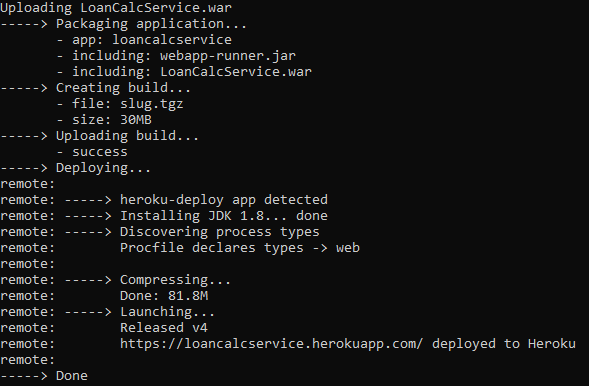 Uploading LoanCalcService.war
-----> Packaging application...
       - app: loancalcservice
       - including: webapp-runner.jar
       - including: LoanCalcService.war
-----> Creating build...
       - file: slug.tgz
       - size: 30MB
-----> Uploading build...
       - success
-----> Deploying...
remote:
remote: -----> heroku-deploy app detected
remote: -----> Installing JDK 1.8... done
remote: -----> Discovering process types
remote:        Procfile declares types -> web
remote:
remote: -----> Compressing...
remote:        Done: 81.8M
remote: -----> Launching...
remote:        Released v4
remote:        https://loancalcservice.herokuapp.com/ deployed to Heroku
remote:
-----> Done